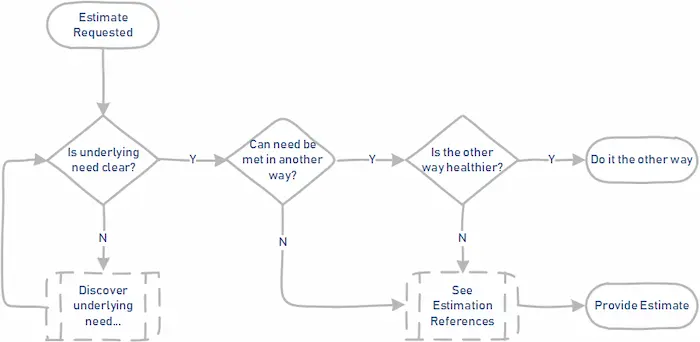 Estimate
Requested
Is underlying
need clear?
Y
Can need be
met in another
way?
Y
Is the other
way healthier?
Y
Do it the other way
N
N
N
Discover
underlying
need...
See
Estimation
References
Provide Estimate